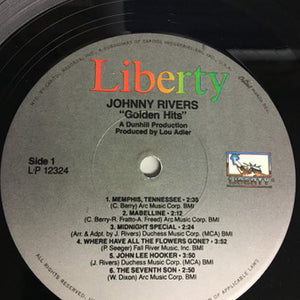 Liberty
JOHNNY RIVERS
"Golden Hits"
A Dunhill Production
Produced by Lou Adler
Side 1
LP 12324
LIBERTY
1. MEMPHIS, TENNESSEE • 2:35
(C. Berry) Arc Music Corp. BMI
2. MABELLINE • 2:12
(C. Berry-R. Fratto-A. Freed) Arc Music Corp. BMI
3. MIDNIGHT SPECIAL • 2:24
(Arr. & Adpt. by J. Rivers) Duchess Music Corp. (MCA) BMI
4. WHERE HAVE ALL THE FLOWERS GONE? • 3:52
(P. Seeger) Fall River Music, Inc. BMI
5. JOHN LEE HOOKER • 3:50
(J. Rivers) Duchess Music Corp. (MCA) BMI
6. THE SEVENTH SON • 2:50
(W. Dixon) Arc Music Corp. BMI